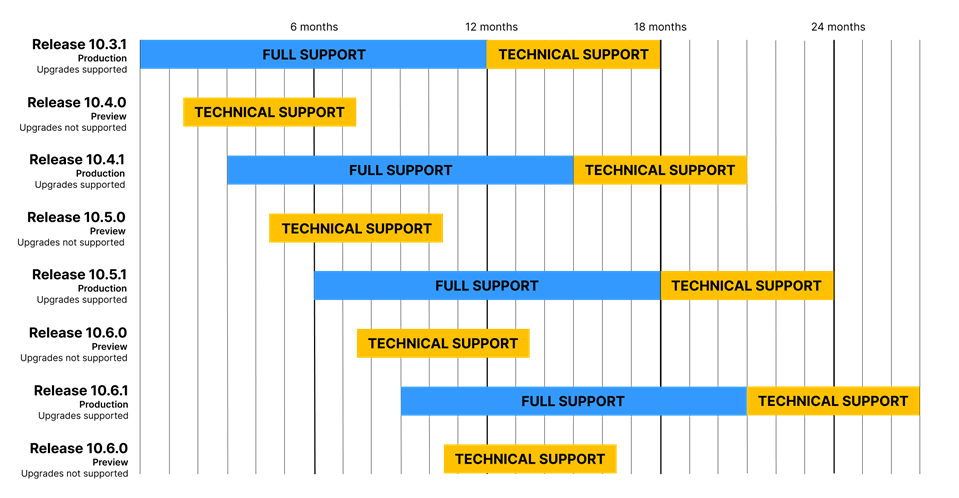 6 months 12 months 18 months 24 months
Release 10.3.1
Production
Upgrades supported
FULL SUPPORT TECHNICAL SUPPORT
Release 10.4.0
Preview
Upgrades not supported
TECHNICAL SUPPORT
Release 10.4.1
Production
Upgrades supported
FULL SUPPORT TECHNICAL SUPPORT
Release 10.5.0
Preview
Upgrades not supported
TECHNICAL SUPPORT
Release 10.5.1
Production
Upgrades supported
FULL SUPPORT TECHNICAL SUPPORT
Release 10.6.0
Preview
Upgrades not supported
TECHNICAL SUPPORT
Release 10.6.1
Production
Upgrades supported
FULL SUPPORT TECHNICAL SUPPORT
Release 10.6.0
Preview
Upgrades not supported
TECHNICAL SUPPORT